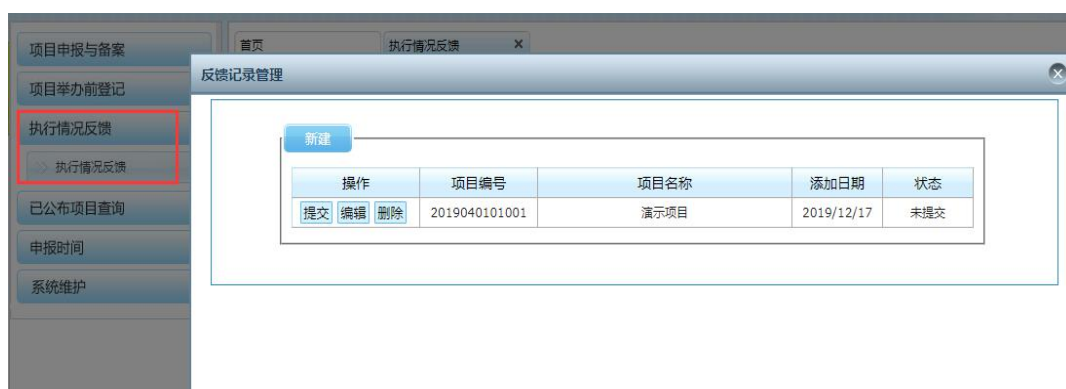 项目申报与备案
项目举办前登记
执行情况反馈
执行情况反馈
已公布项目查询
申报时间
系统维护
首页 执行情况反馈 ×
反馈记录管理
新建
操作 项目编号 项目名称 添加日期 状态
提交 编辑 删除 2019040101001 演示项目 2019/12/17 未提交